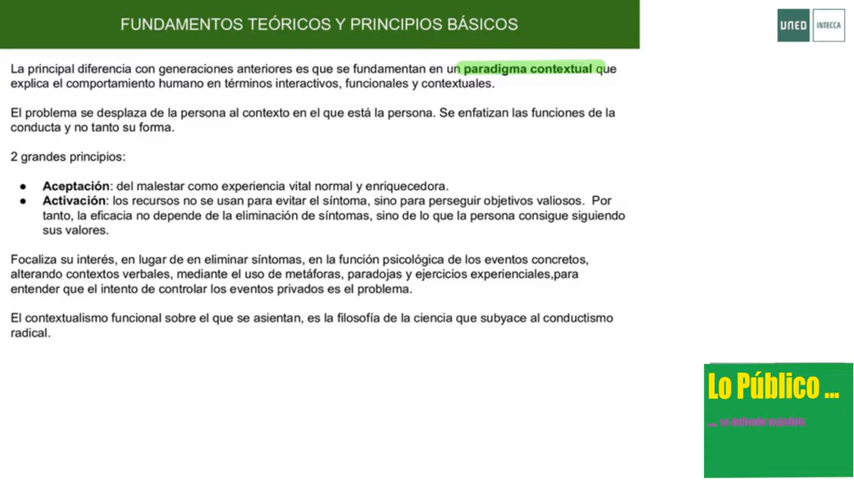 FUNDAMENTOS TEÓRICOS Y PRINCIPIOS BÁSICOS
UNED
INTECCA
La principal diferencia con generaciones anteriores es que se fundamentan en un paradigma contextual que
explica el comportamiento humano en términos interactivos, funcionales y contextuales.
El problema se desplaza de la persona al contexto en el que está la persona. Se enfatizan las funciones de la
conducta y no tanto su forma.
2 grandes principios:
● Aceptación: del malestar como experiencia vital normal y enriquecedora.
● Activación: los recursos no se usan para evitar el síntoma, sino para perseguir objetivos valiosos. Por
tanto, la eficacia no depende de la eliminación de síntomas, sino de lo que la persona consigue siguiendo
sus valores.
Focaliza su interés, en lugar de en eliminar síntomas, en la función psicológica de los eventos concretos,
alterando contextos verbales, mediante el uso de metáforas, paradojas y ejercicios experienciales,para
entender que el intento de controlar los eventos privados es el problema.
El contextualismo funcional sobre el que se asientan, es la filosofía de la ciencia que subyace al conductismo
radical.
Lo Público ...
.... se defiende